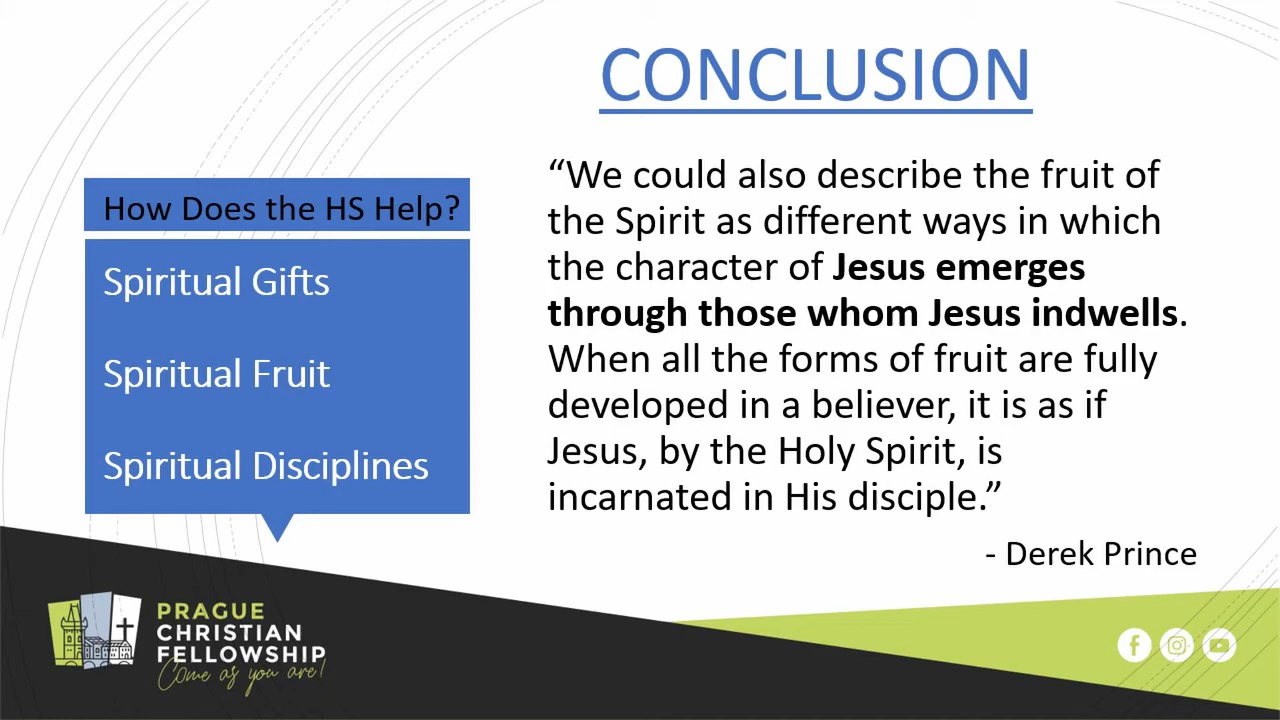 CONCLUSION
How Does the HS Help?
Spiritual Gifts
Spiritual Fruit
Spiritual Disciplines
“We could also describe the fruit of
the Spirit as different ways in which
the character of Jesus emerges
through those whom Jesus indwells.
When all the forms of fruit are fully
developed in a believer, it is as if
Jesus, by the Holy Spirit, is
incarnated in His disciple.”
- Derek Prince
PRAGUE
CHRISTIAN
FELLOWSHIP
Come as you are!